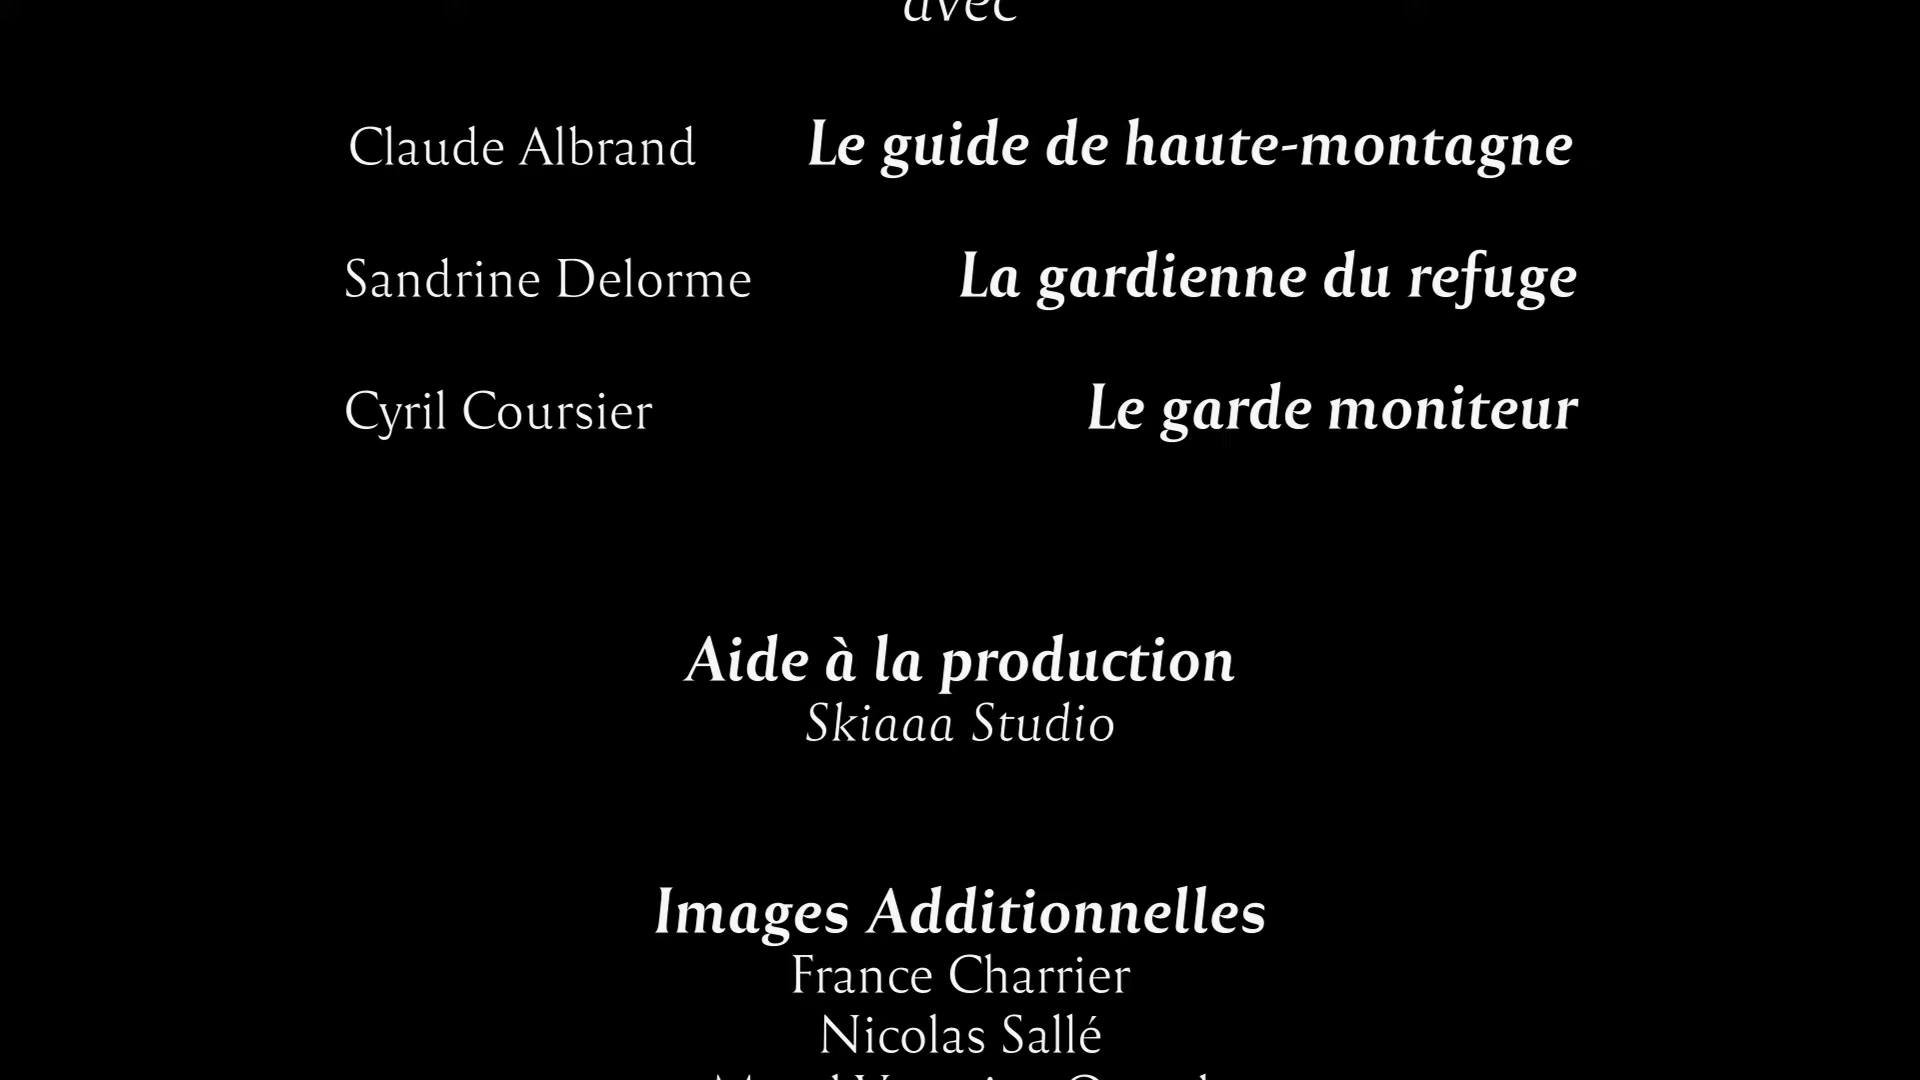 avec
Claude Albrand Le guide de haute-montagne
Sandrine Delorme La gardienne du refuge
Cyril Coursier Le garde moniteur
Aide à la production
Skiaaa Studio
Images Additionnelles
France Charrier
Nicolas Sallé